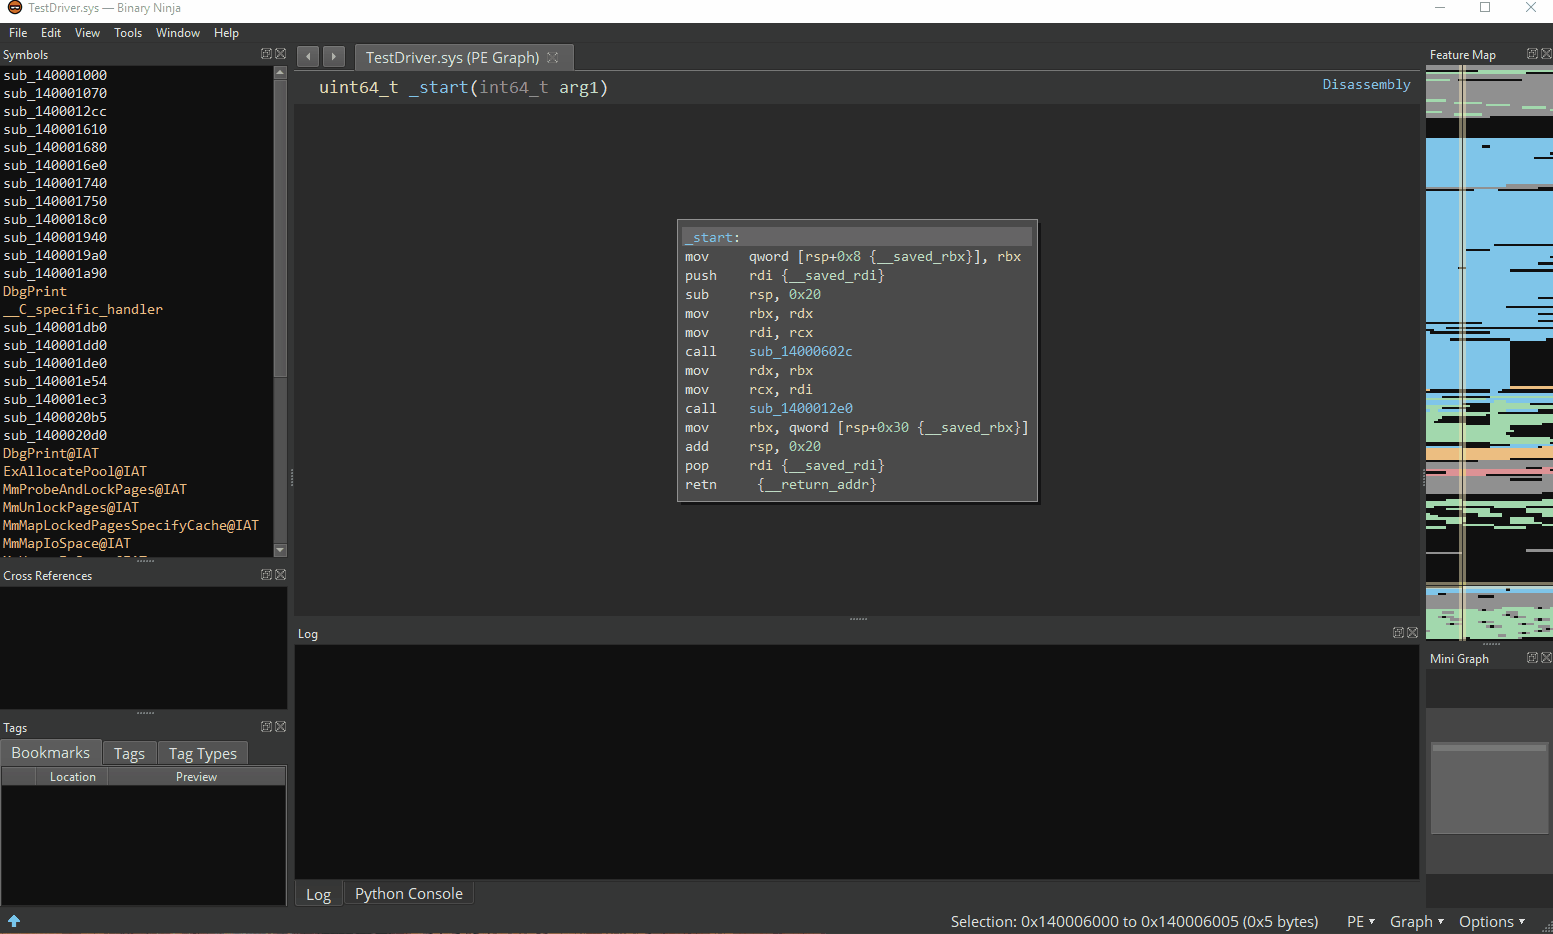 TestDriver.sys — Binary Ninja
File Edit View Tools Window Help
Symbols
sub_140001000
sub_140001070
sub_1400012cc
sub_140001610
sub_140001680
sub_1400016e0
sub_140001740
sub_140001750
sub_1400018c0
sub_140001940
sub_1400019a0
sub_140001a90
DbgPrint
__C_specific_handler
sub_140001db0
sub_140001dd0
sub_140001de0
sub_140001e54
sub_140001ec3
sub_1400020b5
sub_1400020d0
DbgPrint@IAT
ExAllocatePool@IAT
MmProbeAndLockPages@IAT
MmUnlockPages@IAT
MmMapLockedPagesSpecifyCache@IAT
MmMapIoSpace@IAT
Cross References
Tags
Bookmarks Tags Tag Types
Location Preview
TestDriver.sys (PE Graph)
uint64_t _start(int64_t arg1)
Disassembly
_start:
mov qword [rsp+0x8 {__saved_rbx}], rbx
push rdi {__saved_rdi}
sub rsp, 0x20
mov rbx, rdx
mov rdi, rcx
call sub_14000602c
mov rdx, rbx
mov rcx, rdi
call sub_1400012e0
mov rbx, qword [rsp+0x30 {__saved_rbx}]
add rsp, 0x20
pop rdi {__saved_rdi}
retn {__return_addr}
Log
Log Python Console
Feature Map
Mini Graph
Selection: 0x140006000 to 0x140006005 (0x5 bytes) PE Graph Options